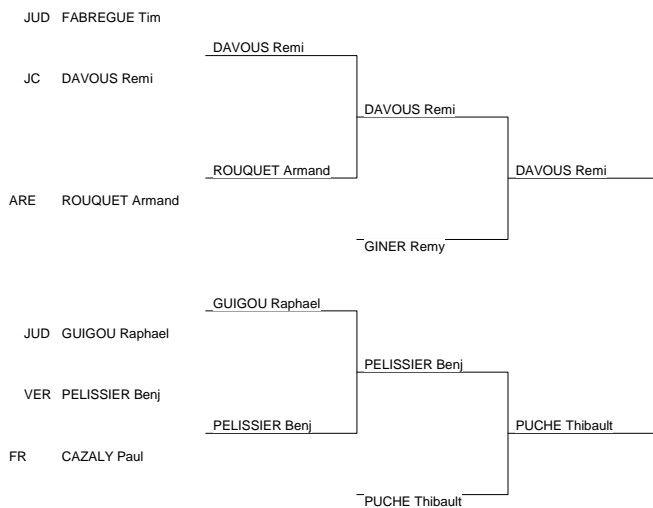 JUD FABREGUE Tim
DAVOUS Remi
JC DAVOUS Remi
DAVOUS Remi
ROUQUET Armand
DAVOUS Remi
ARE ROUQUET Armand
GINER Remy
GUIGOU Raphael
JUD GUIGOU Raphael
PELISSIER Benj
VER PELISSIER Benj
PELISSIER Benj
PUCHE Thibault
FR CAZALY Paul
PUCHE Thibault